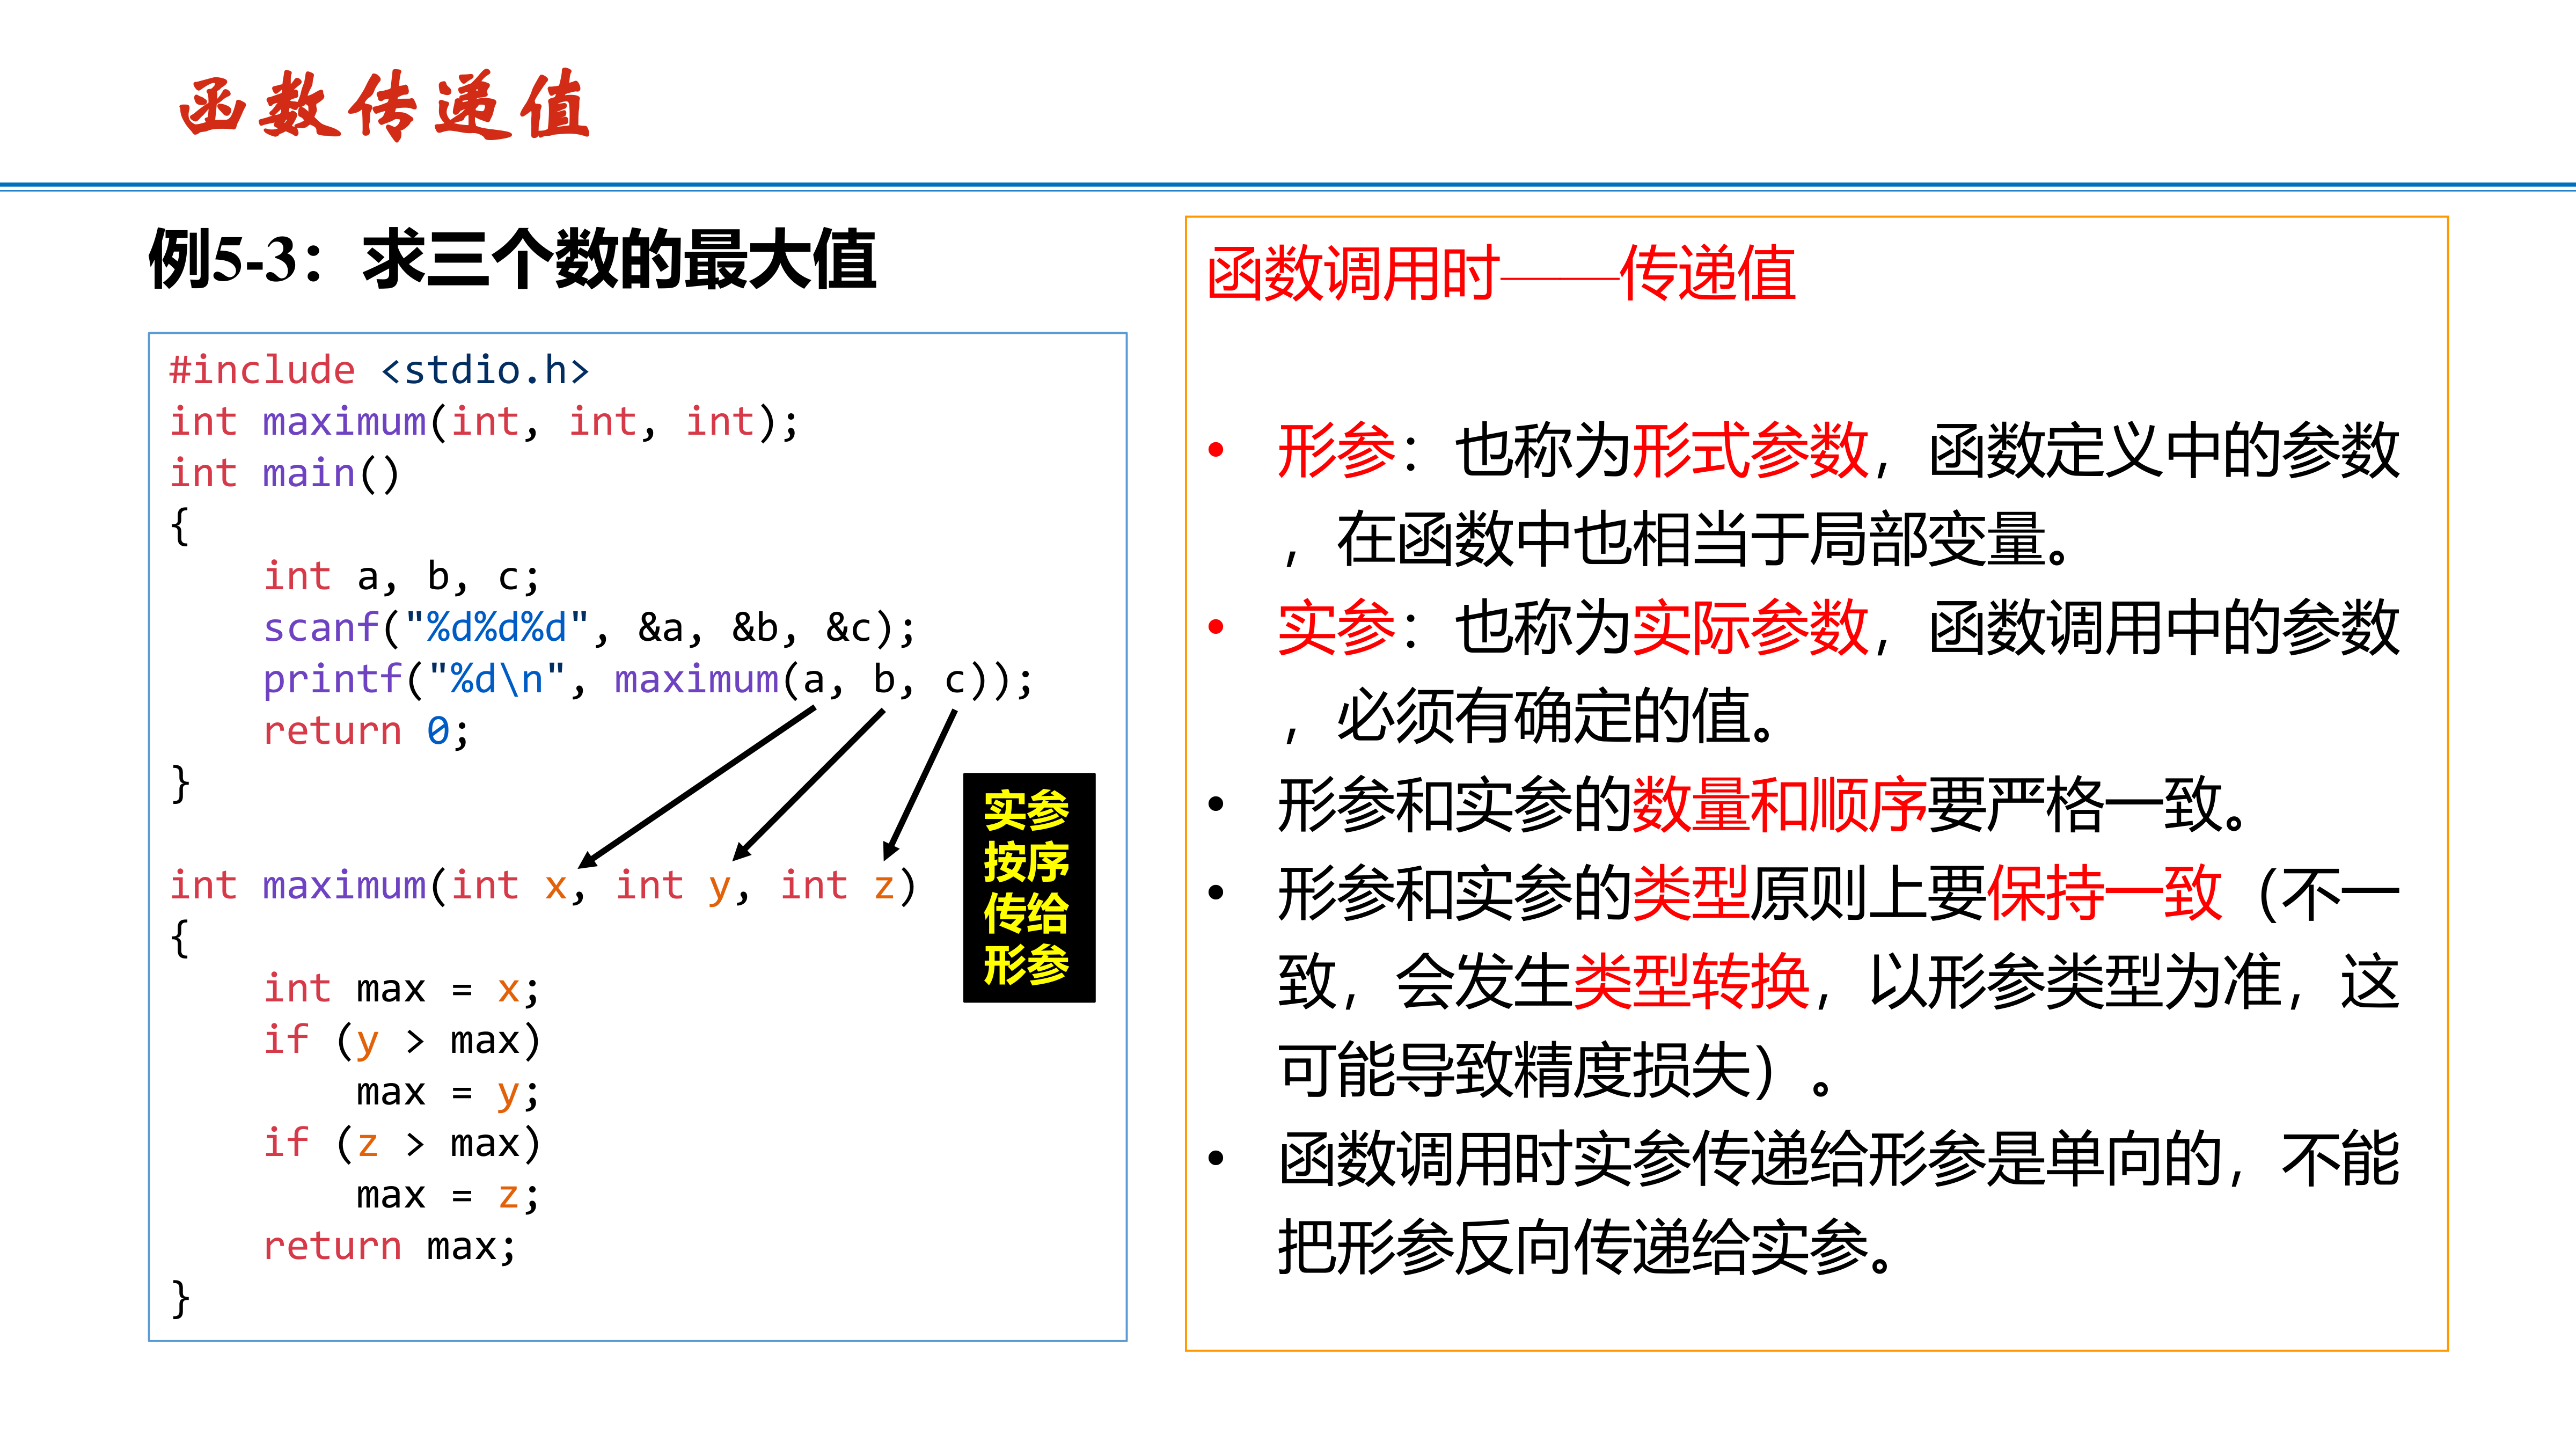 函数传递值
例5-3：求三个数的最大值
#include <stdio.h>
int maximum(int, int, int);
int main()
{
    int a, b, c;
    scanf("%d%d%d", &a, &b, &c);
    printf("%d\n", maximum(a, b, c));
    return 0;
}
int maximum(int x, int y, int z)
{
    int max = x;
    if (y > max)
        max = y;
    if (z > max)
        max = z;
    return max;
}
实参
按序
传给
形参
函数调用时——传递值
• 形参：也称为形式参数，函数定义中的参数
，在函数中也相当于局部变量。
• 实参：也称为实际参数，函数调用中的参数
，必须有确定的值。
• 形参和实参的数量和顺序要严格一致。
• 形参和实参的类型原则上要保持一致（不一
致，会发生类型转换，以形参类型为准，这
可能导致精度损失）。
• 函数调用时实参传递给形参是单向的，不能
把形参反向传递给实参。